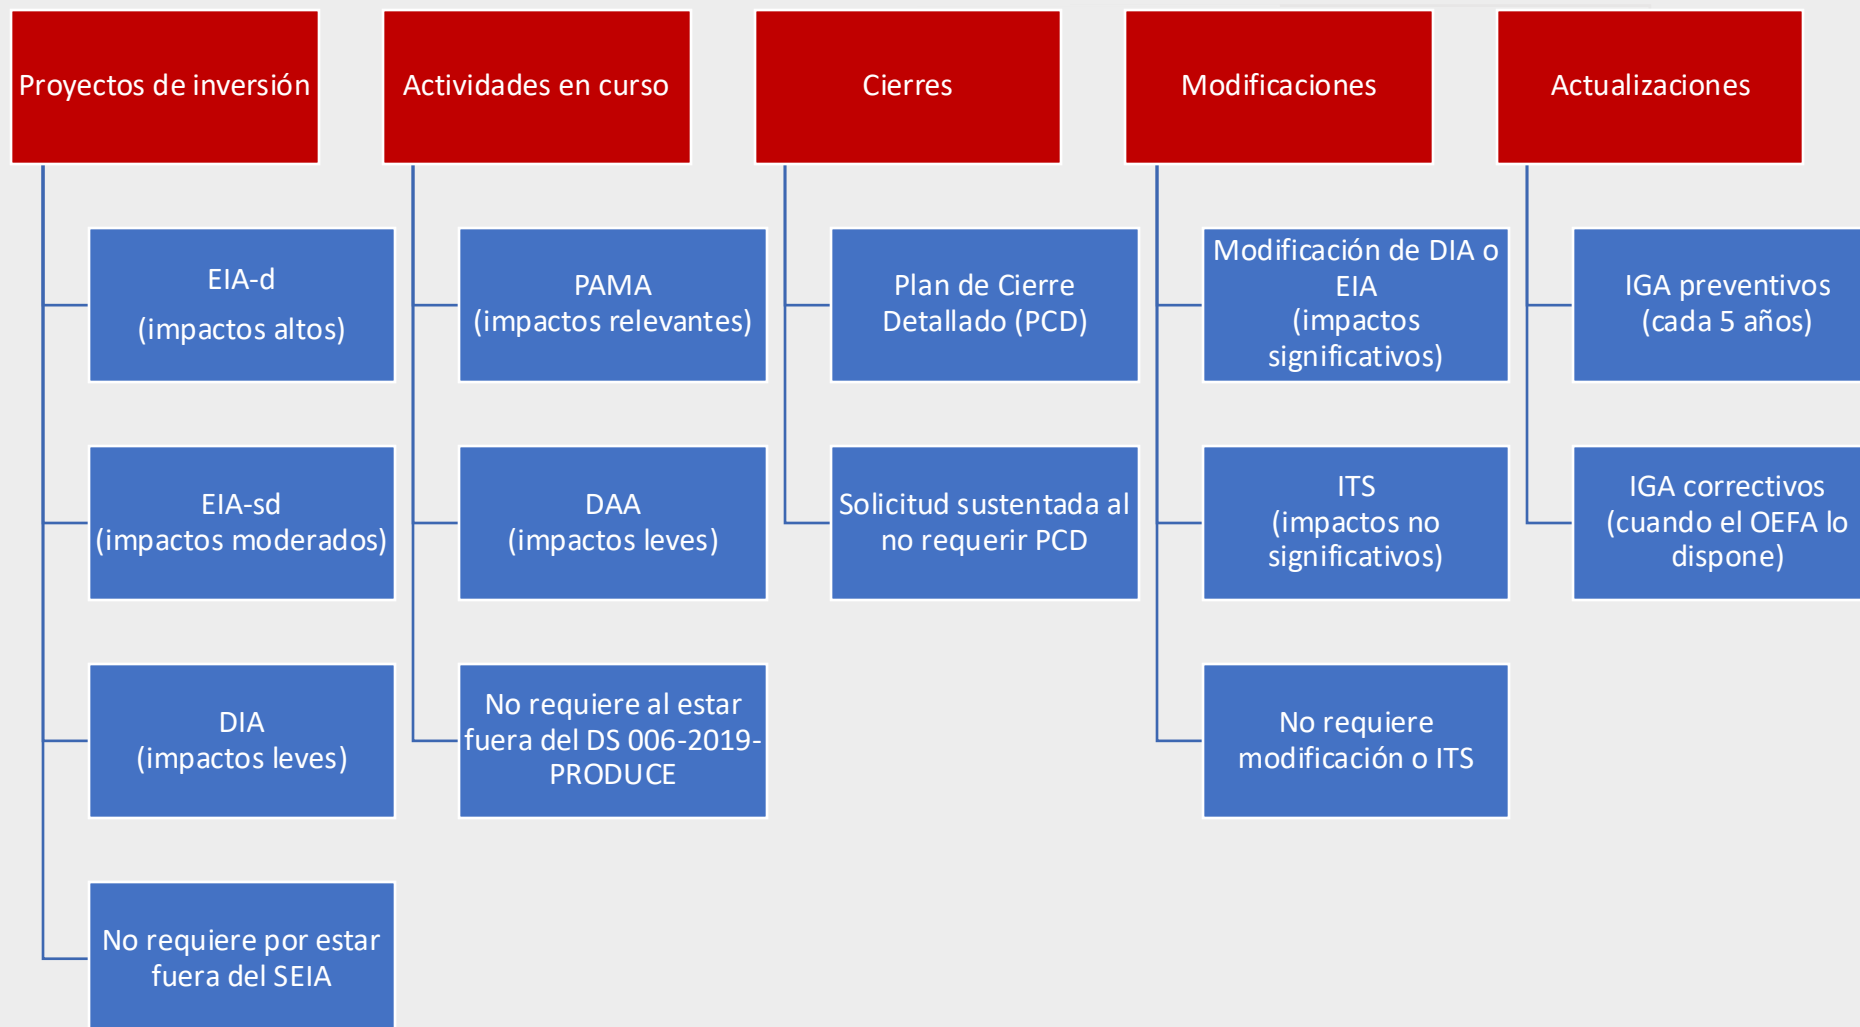 Proyectos de inversión
EIA-d
(impactos altos)
EIA-sd
(impactos moderados)
DIA
(impactos leves)
No requiere por estar
fuera del SEIA
Actividades en curso
PAMA
(impactos relevantes)
DAA
(impactos leves)
No requiere al estar
fuera del DS 006-2019-
PRODUCE
Cierres
Plan de Cierre
Detallado (PCD)
Solicitud sustentada al
no requerir PCD
Modificaciones
Modificación de DIA o
EIA
(impactos
significativos)
ITS
(impactos no
significativos)
No requiere
modificación o ITS
Actualizaciones
IGA preventivos
(cada 5 años)
IGA correctivos
(cuando el OEFA lo
dispone)